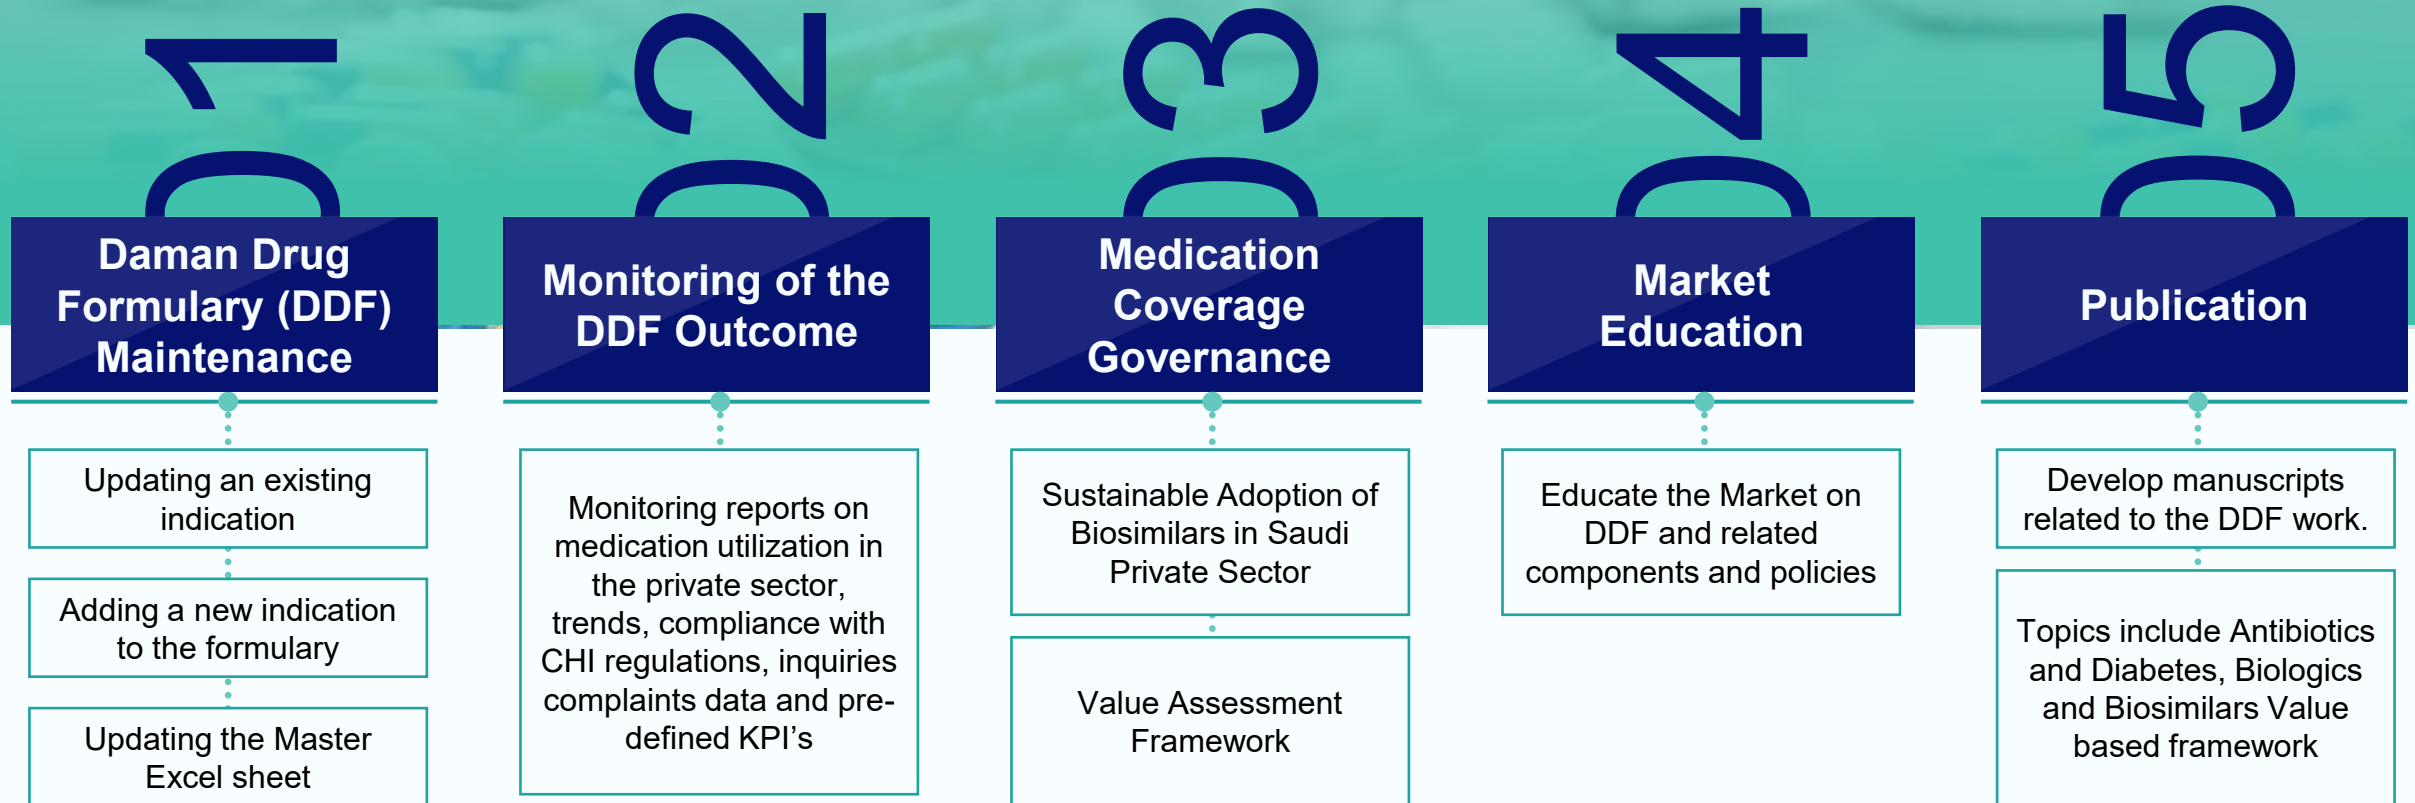 01
Daman Drug
Formulary (DDF)
Maintenance
Updating an existing
indication
Adding a new indication
to the formulary
Updating the Master
Excel sheet
02
Monitoring of the
DDF Outcome
Monitoring reports on
medication utilization in
the private sector,
trends, compliance with
CHI regulations, inquiries
complaints data and pre-
defined KPI’s
03
Medication
Coverage
Governance
Sustainable Adoption of
Biosimilars in Saudi
Private Sector
Value Assessment
Framework
04
Market
Education
Educate the Market on
DDF and related
components and policies
05
Publication
Develop manuscripts
related to the DDF work.
Topics include Antibiotics
and Diabetes, Biologics
and Biosimilars Value
based framework